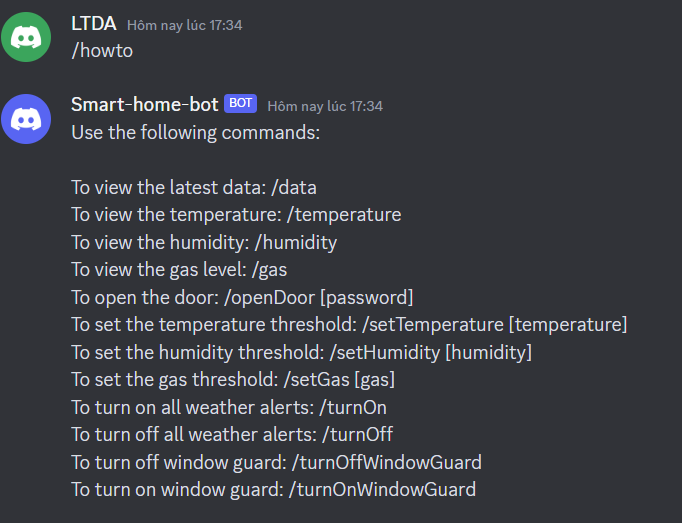 LTDA Hôm nay lúc 17:34
/howto
Smart-home-bot BOT Hôm nay lúc 17:34
Use the following commands:
To view the latest data: /data
To view the temperature: /temperature
To view the humidity: /humidity
To view the gas level: /gas
To open the door: /openDoor [password]
To set the temperature threshold: /setTemperature [temperature]
To set the humidity threshold: /setHumidity [humidity]
To set the gas threshold: /setGas [gas]
To turn on all weather alerts: /turnOn
To turn off all weather alerts: /turnOff
To turn off window guard: /turnOffWindowGuard
To turn on window guard: /turnOnWindowGuard